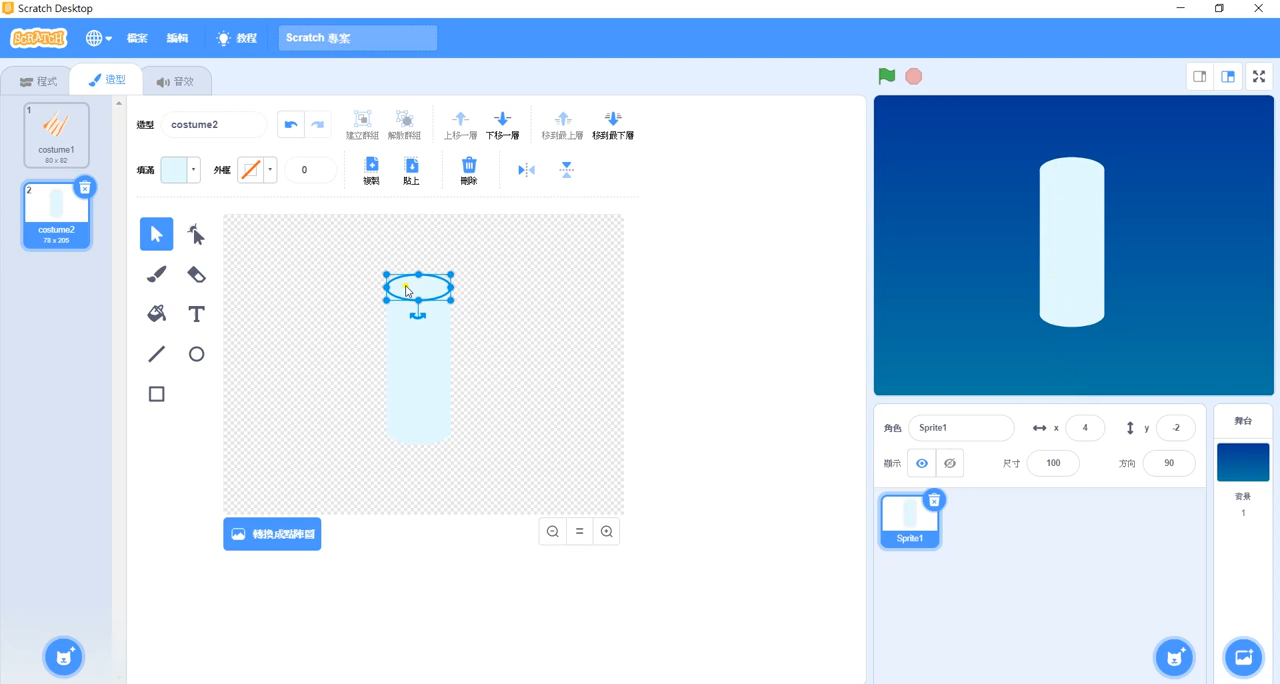 Scratch Desktop
SCRATCH
檔案
編輯
教程
Scratch 專案
程式
造型
音效
1
costume1
80 x 82
2
costume2
78 x 205
造型
costume2
建立群組
解散群組
上移一層
下移一層
移到最上層
移到最下層
填滿
外框
0
複製
貼上
刪除
T
轉換成點陣圖
角色
Sprite1
x
4
y
-2
顯示
尺寸
100
方向
90
Sprite1
舞台
背景
1